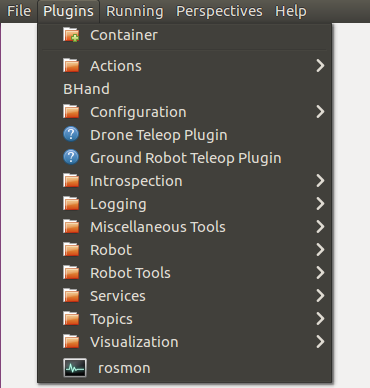 File Plugins Running Perspectives Help
Container
Actions
BHand
Configuration
Drone Teleop Plugin
Ground Robot Teleop Plugin
Introspection
Logging
Miscellaneous Tools
Robot
Robot Tools
Services
Topics
Visualization
rosmon